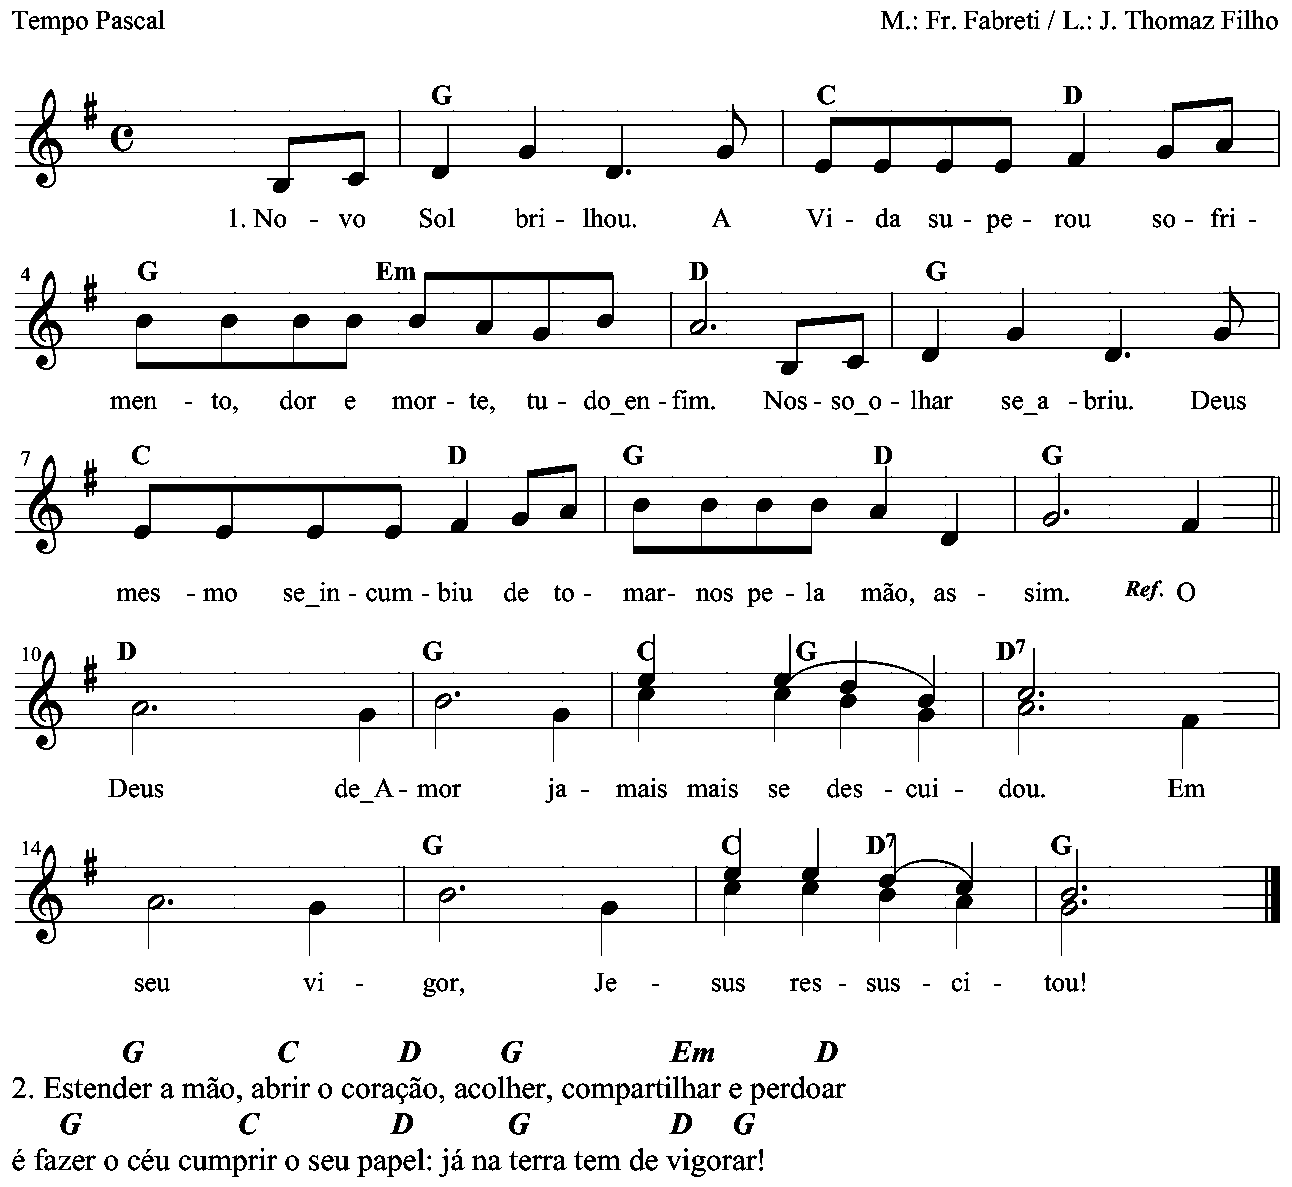 Tempo Pascal M.: Fr. Fabreti / L.: J. Thomaz Filho
G C D
1. No - vo Sol bri - lhou. A Vi - da su - pe - rou so - fri -
4 G Em D G
men - to, dor e mor - te, tu - do_en - fim. Nos - so_o - lhar se_a - briu. Deus
7 C D G D G
mes - mo se_in - cum - biu de to - mar- nos pe - la mão, as - sim. Ref. O
10 D G C G D7
Deus de_A - mor ja - mais mais se des - cui - dou. Em
14 G C D7 G
seu vi - gor, Je - sus res - sus - ci - tou!
G C D G Em D
2. Estender a mão, abrir o coração, acolher, compartilhar e perdoar
G C D G D G
é fazer o céu cumprir o seu papel: já na terra tem de vigorar!